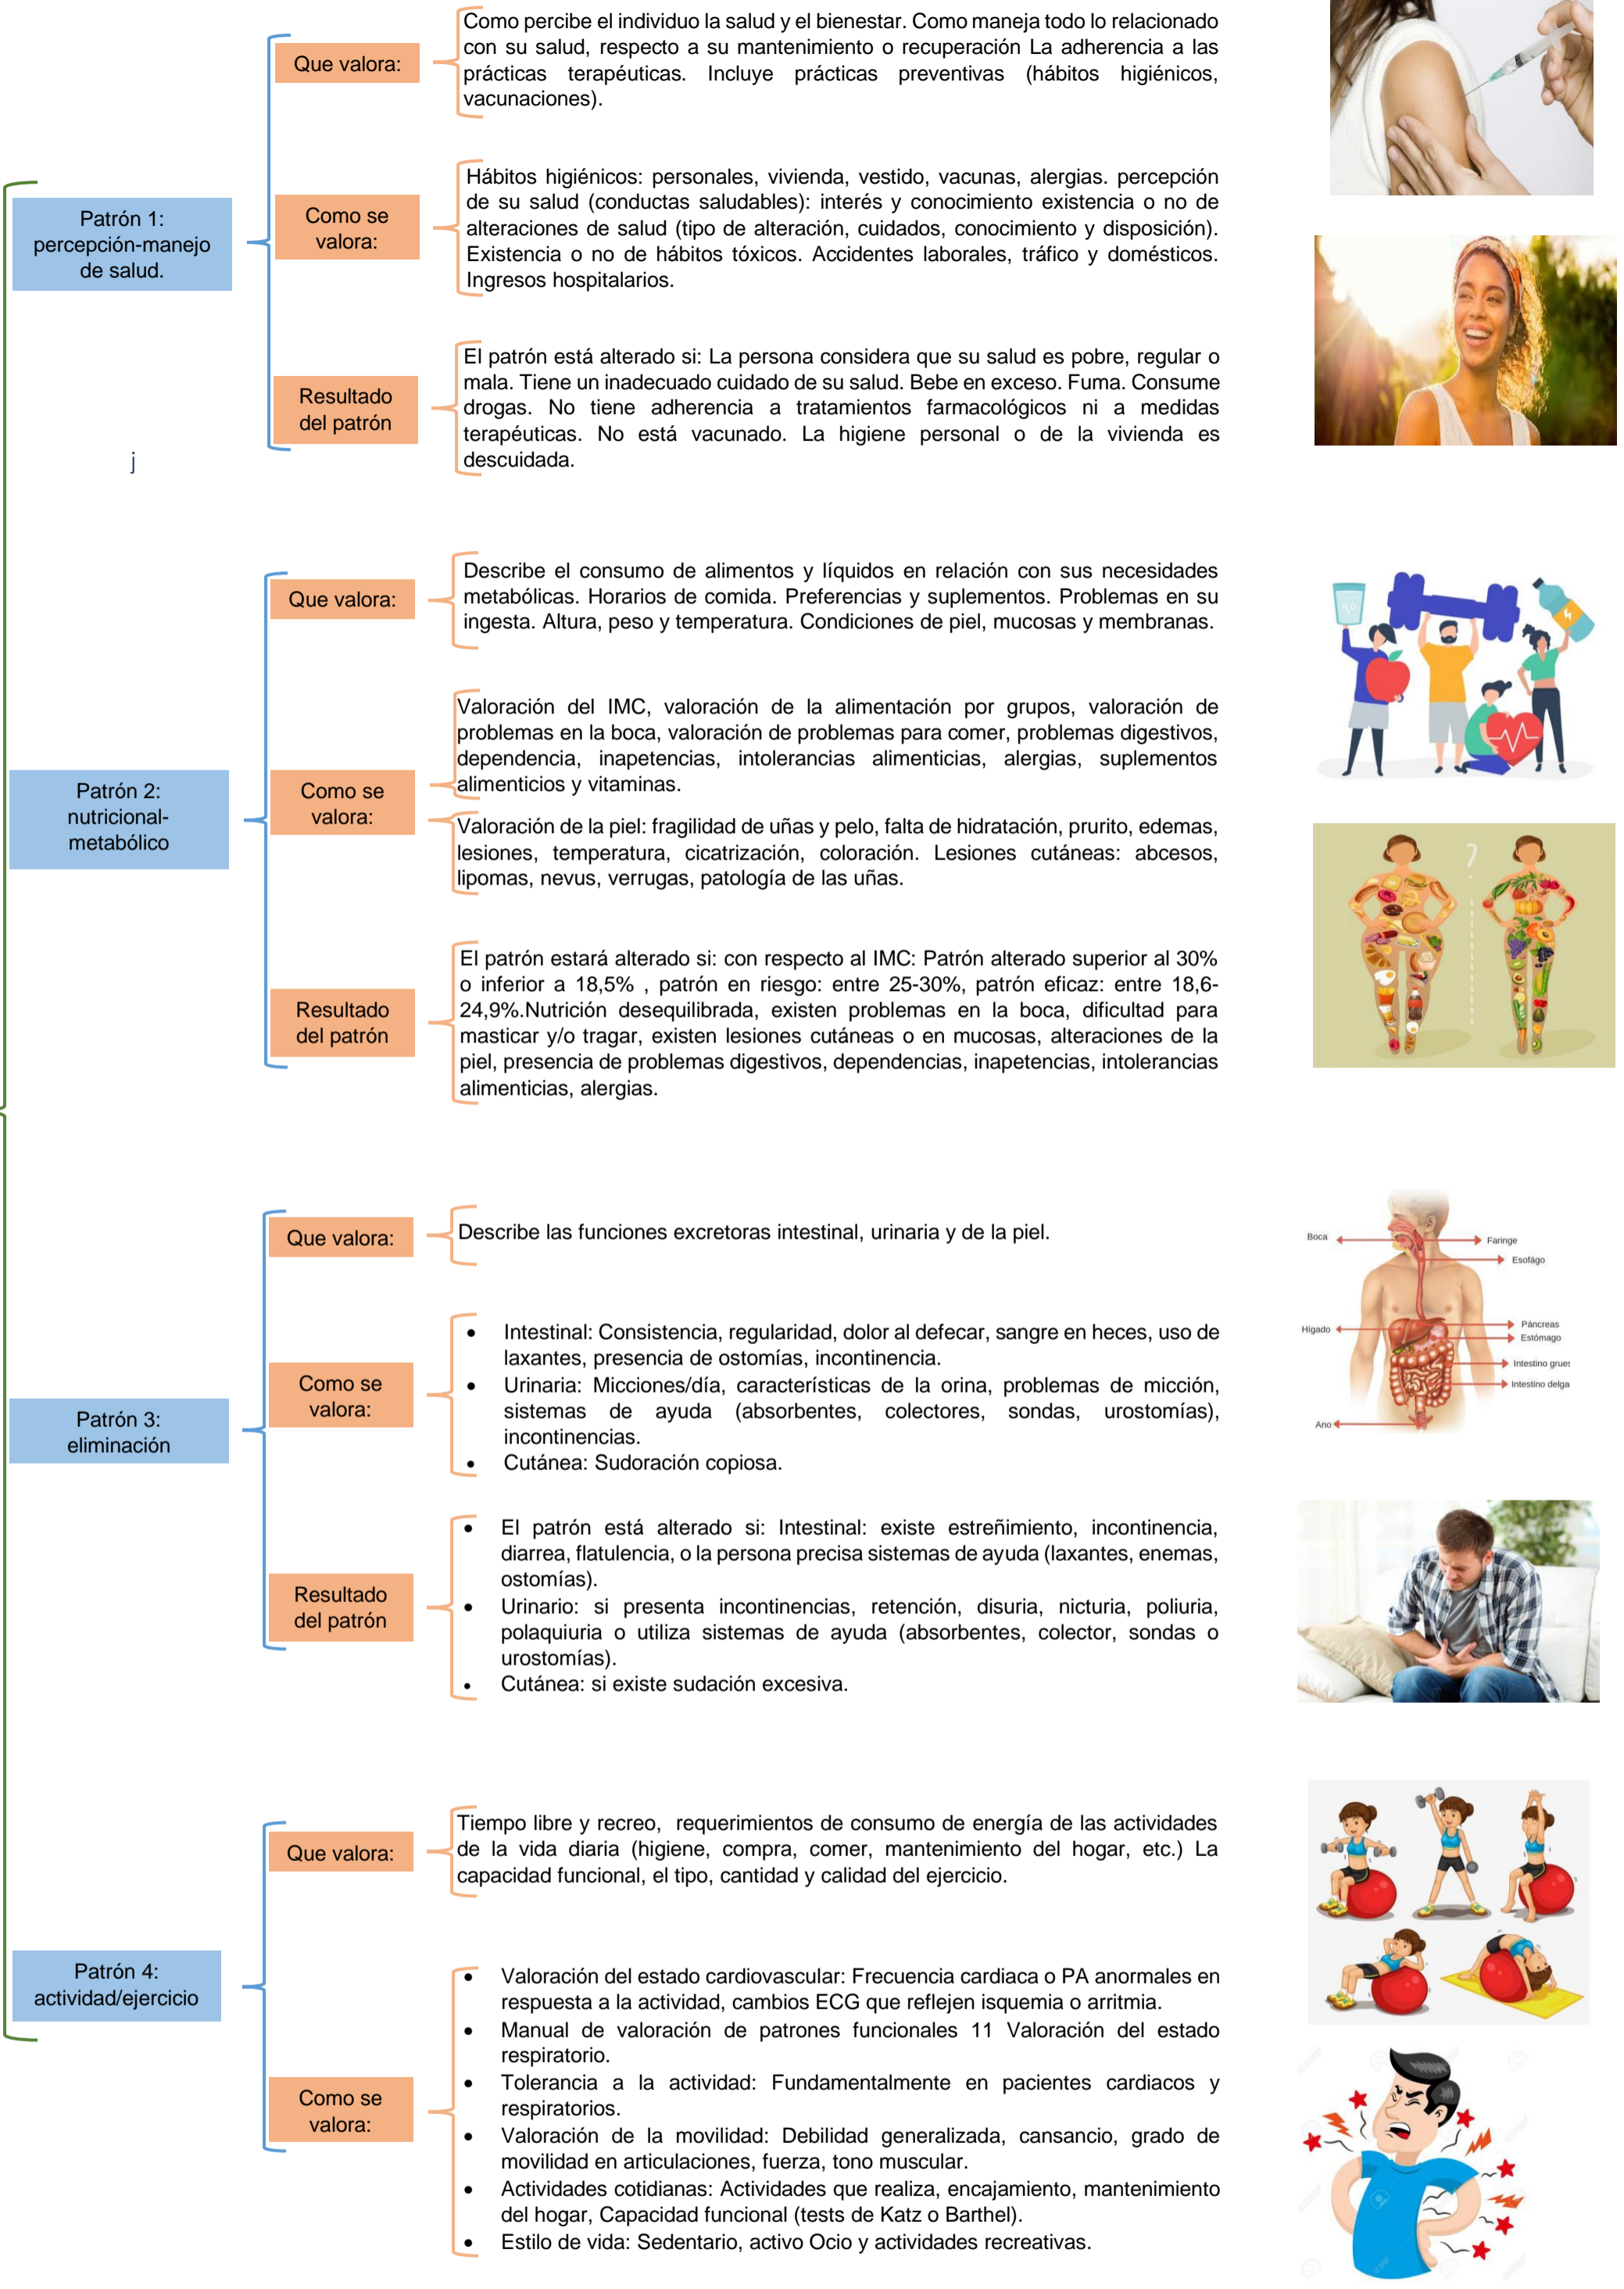 Como percibe el individuo la salud y el bienestar. Como maneja todo lo relacionado
con su salud, respecto a su mantenimiento o recuperación La adherencia a las
prácticas terapéuticas. Incluye prácticas preventivas (hábitos higiénicos,
vacunaciones).
Que valora:
Hábitos higiénicos: personales, vivienda, vestido, vacunas, alergias. percepción
de su salud (conductas saludables): interés y conocimiento existencia o no de
alteraciones de salud (tipo de alteración, cuidados, conocimiento y disposición).
Existencia o no de hábitos tóxicos. Accidentes laborales, tráfico y domésticos.
Ingresos hospitalarios.
Como se
valora:
Patrón 1:
percepción-manejo
de salud.
El patrón está alterado si: La persona considera que su salud es pobre, regular o
mala. Tiene un inadecuado cuidado de su salud. Bebe en exceso. Fuma. Consume
drogas. No tiene adherencia a tratamientos farmacológicos ni a medidas
terapéuticas. No está vacunado. La higiene personal o de la vivienda es
descuidada.
Resultado
del patrón
j
Describe el consumo de alimentos y líquidos en relación con sus necesidades
metabólicas. Horarios de comida. Preferencias y suplementos. Problemas en su
ingesta. Altura, peso y temperatura. Condiciones de piel, mucosas y membranas.
Que valora:
H₂O
Valoración del IMC, valoración de la alimentación por grupos, valoración de
problemas en la boca, valoración de problemas para comer, problemas digestivos,
dependencia, inapetencias, intolerancias alimenticias, alergias, suplementos
alimenticios y vitaminas.
Patrón 2:
nutricional-
metabólico
Como se
valora:
Valoración de la piel: fragilidad de uñas y pelo, falta de hidratación, prurito, edemas,
lesiones, temperatura, cicatrización, coloración. Lesiones cutáneas: abcesos,
lipomas, nevus, verrugas, patología de las uñas.
El patrón estará alterado si: con respecto al IMC: Patrón alterado superior al 30%
o inferior a 18,5% , patrón en riesgo: entre 25-30%, patrón eficaz: entre 18,6-
24,9%.Nutrición desequilibrada, existen problemas en la boca, dificultad para
masticar y/o tragar, existen lesiones cutáneas o en mucosas, alteraciones de la
piel, presencia de problemas digestivos, dependencias, inapetencias, intolerancias
alimenticias, alergias.
Resultado
del patrón
Que valora:
Describe las funciones excretoras intestinal, urinaria y de la piel.
Boca
Faringe
Esofágo
Hígado
Páncreas
Estómago
Intestino grues
Intestino delga
Ano
• Intestinal: Consistencia, regularidad, dolor al defecar, sangre en heces, uso de
laxantes, presencia de ostomías, incontinencia.
• Urinaria: Micciones/día, características de la orina, problemas de micción,
sistemas de ayuda (absorbentes, colectores, sondas, urostomías),
incontinencias.
• Cutánea: Sudoración copiosa.
Como se
valora:
Patrón 3:
eliminación
• El patrón está alterado si: Intestinal: existe estreñimiento, incontinencia,
diarrea, flatulencia, o la persona precisa sistemas de ayuda (laxantes, enemas,
ostomías).
• Urinario: si presenta incontinencias, retención, disuria, nicturia, poliuria,
polaquiuria o utiliza sistemas de ayuda (absorbentes, colector, sondas o
urostomías).
• Cutánea: si existe sudación excesiva.
Resultado
del patrón
Tiempo libre y recreo, requerimientos de consumo de energía de las actividades
de la vida diaria (higiene, compra, comer, mantenimiento del hogar, etc.) La
capacidad funcional, el tipo, cantidad y calidad del ejercicio.
Que valora:
Patrón 4:
actividad/ejercicio
• Valoración del estado cardiovascular: Frecuencia cardiaca o PA anormales en
respuesta a la actividad, cambios ECG que reflejen isquemia o arritmia.
• Manual de valoración de patrones funcionales 11 Valoración del estado
respiratorio.
• Tolerancia a la actividad: Fundamentalmente en pacientes cardiacos y
respiratorios.
• Valoración de la movilidad: Debilidad generalizada, cansancio, grado de
movilidad en articulaciones, fuerza, tono muscular.
• Actividades cotidianas: Actividades que realiza, encajamiento, mantenimiento
del hogar, Capacidad funcional (tests de Katz o Barthel).
• Estilo de vida: Sedentario, activo Ocio y actividades recreativas.
Como se
valora: